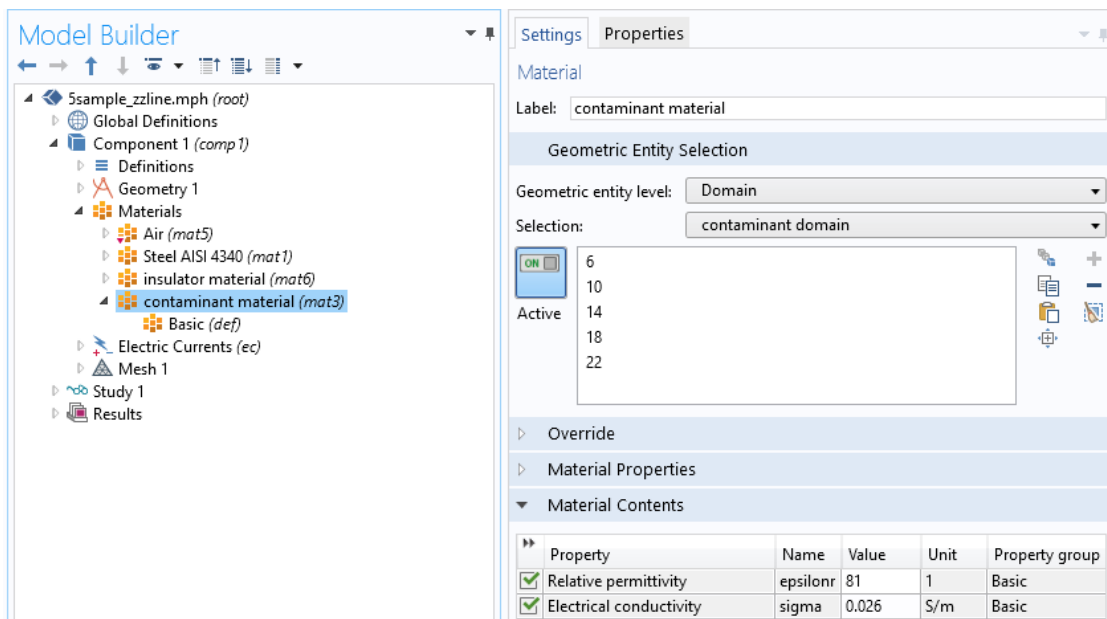 Model Builder
5sample_zzline.mph (root)
Global Definitions
Component 1 (comp1)
Definitions
Geometry 1
Materials
Air (mat5)
Steel AISI 4340 (mat1)
insulator material (mat6)
contaminant material (mat3)
Basic (def)
Electric Currents (ec)
Mesh 1
Study 1
Results
Settings Properties
Material
Label: contaminant material
Geometric Entity Selection
Geometric entity level: Domain
Selection: contaminant domain
ON
Active
6
10
14
18
22
Override
Material Properties
Material Contents
Property Name Value Unit Property group
Relative permittivity epsilonr 81 1 Basic
Electrical conductivity sigma 0.026 S/m Basic